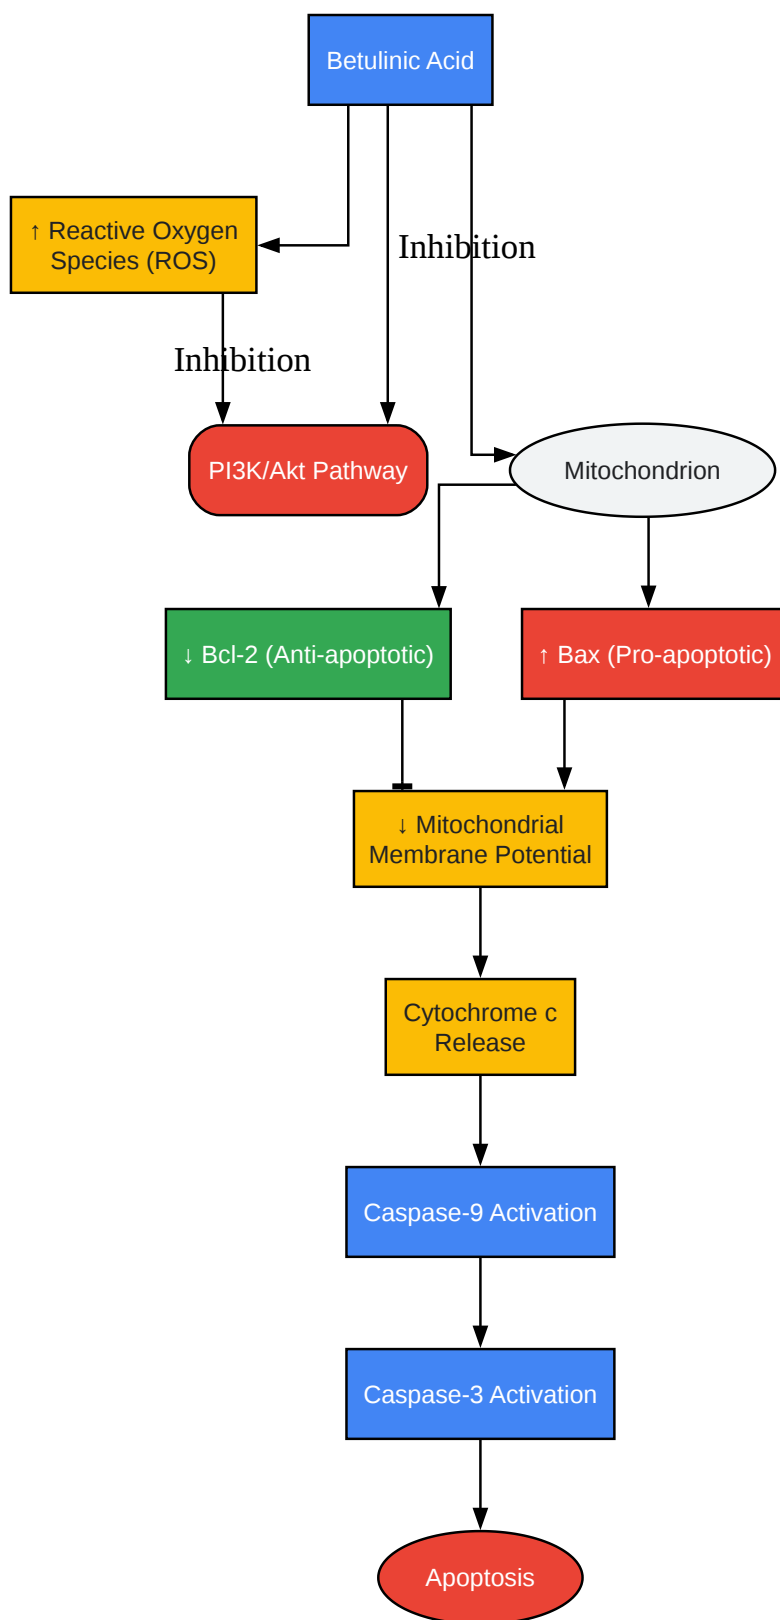 Betulinic Acid
↑ Reactive Oxygen
Species (ROS)
Inhibition
Inhibition
PI3K/Akt Pathway
Mitochondrion
↓ Bcl-2 (Anti-apoptotic)
↑ Bax (Pro-apoptotic)
↓ Mitochondrial
Membrane Potential
Cytochrome c
Release
Caspase-9 Activation
Caspase-3 Activation
Apoptosis